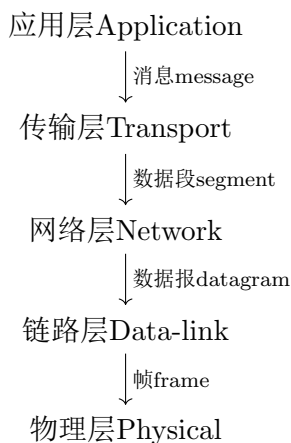 应用层Application
消息message
传输层Transport
数据段segment
网络层Network
数据报datagram
链路层Data-link
帧frame
物理层Physical